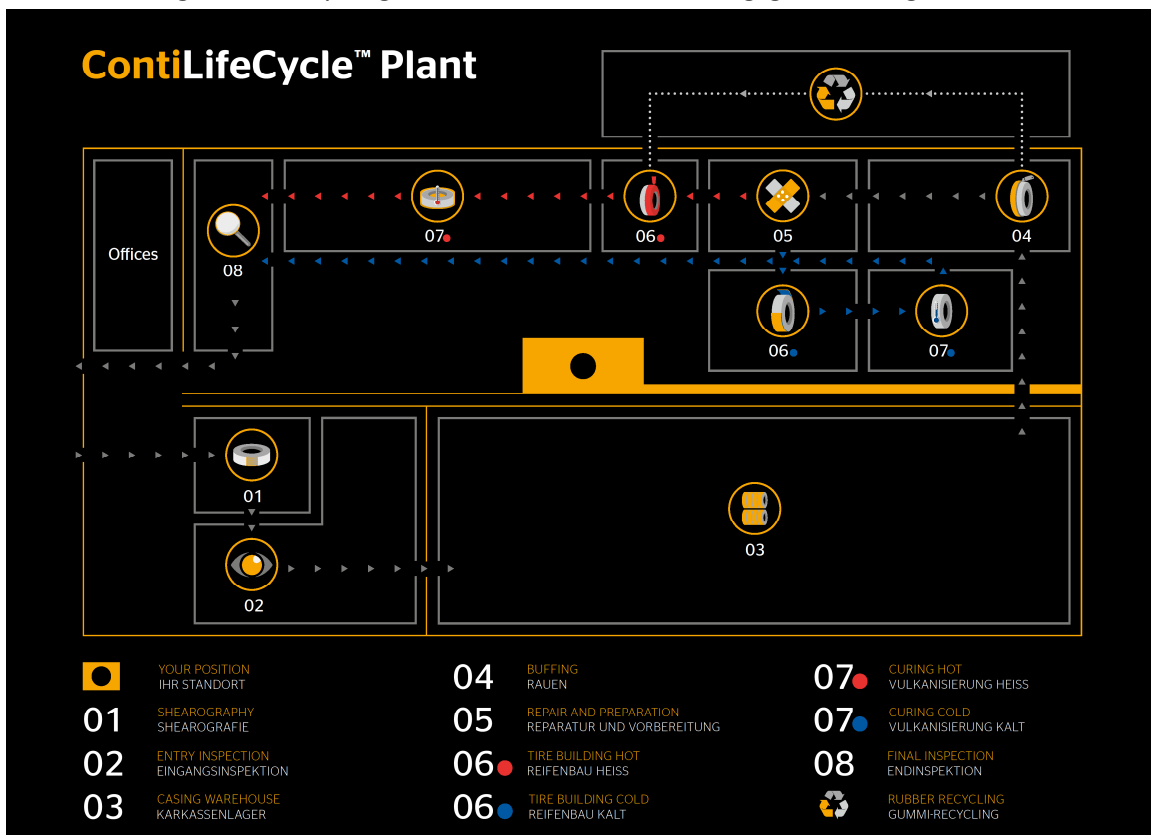 ContiLifeCycle™ Plant
Offices
08
07
06
05
04
06
07
01
02
03
YOUR POSITION
IHR STANDORT
01 SHEAROGRAPHY
SHEAROGRAFIE
02 ENTRY INSPECTION
EINGANGSINSPEKTION
03 CASING WAREHOUSE
KARKASSENLAGER
04 BUFFING
RAUEN
05 REPAIR AND PREPARATION
REPARATUR UND VORBEREITUNG
06 TIRE BUILDING HOT
REIFENBAU HEISS
06 TIRE BUILDING COLD
REIFENBAU KALT
07 CURING HOT
VULKANISIERUNG HEISS
07 CURING COLD
VULKANISIERUNG KALT
08 FINAL INSPECTION
ENDINSPEKTION
RUBBER RECYCLING
GUMMI-RECYCLING